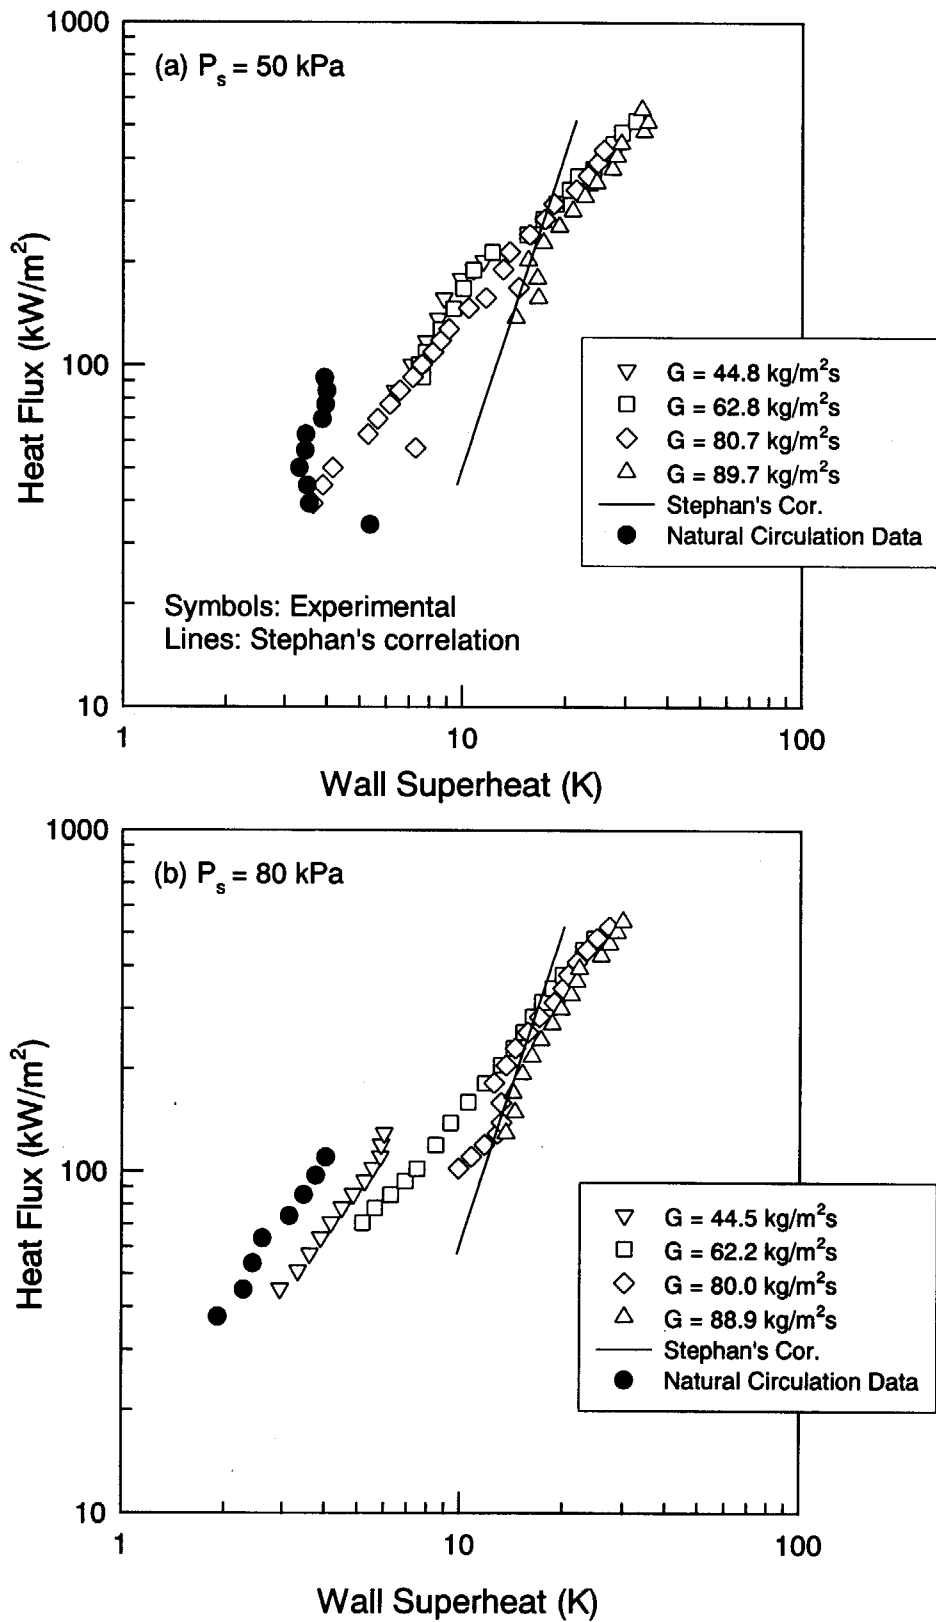 1000
(a) Pₛ = 50 kPa
Heat Flux (kW/m²)
100
G = 44.8 kg/m²s
G = 62.8 kg/m²s
G = 80.7 kg/m²s
G = 89.7 kg/m²s
Stephan's Cor.
Natural Circulation Data
Symbols: Experimental
Lines: Stephan's correlation
10
1 10 100
Wall Superheat (K)
1000
(b) Pₛ = 80 kPa
Heat Flux (kW/m²)
100
G = 44.5 kg/m²s
G = 62.2 kg/m²s
G = 80.0 kg/m²s
G = 88.9 kg/m²s
Stephan's Cor.
Natural Circulation Data
10
1 10 100
Wall Superheat (K)